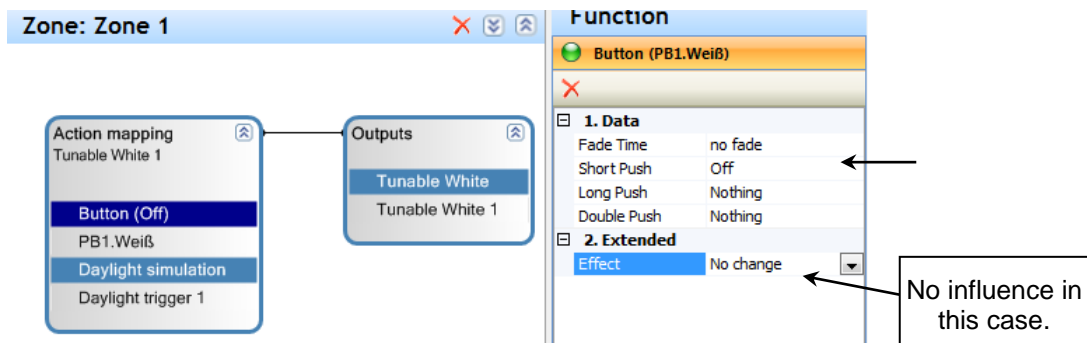 Zone: Zone 1
Action mapping
Tunable White 1
Button (Off)
PB1.Weiß
Daylight simulation
Daylight trigger 1
Outputs
Tunable White
Tunable White 1
Function
Button (PB1.Weiß)
1. Data
Fade Time no fade
Short Push Off
Long Push Nothing
Double Push Nothing
2. Extended
Effect No change
No influence in
this case.